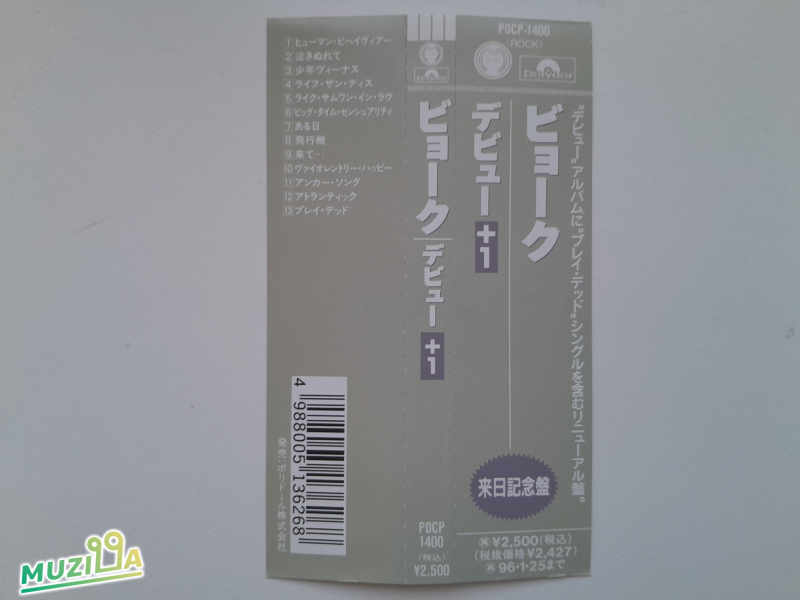 1 ヒューマン・ビヘイヴィアー
2 泣きぬれて
3 少年ヴィーナス
4 ライフ・ザン・ディス
5 ライク・サムワン・イン・ラヴ
6 ビッグ・タイム・センシュアリティ
7 ある日
8 飛行機
9 来て…
10 ヴァイオレントリー・ハッピー
11 アンカー・ソング
12 アトランティック
13 プレイ・デッド
4 988005 136268
発売・ポリドール株式会社
polydor
ビョーク
デビュー +1
POCP
1400
(税込)
¥2,500
POCP-1400
〈ROCK〉
polydor
"デビュー"アルバムに"プレイ・デッド"シングルを含むリニューアル盤。
ビョーク
デビュー +1
来日記念盤
¥2,500(税込)
(税抜価格¥2,427)
再 96・1・25まで
MUZILLA